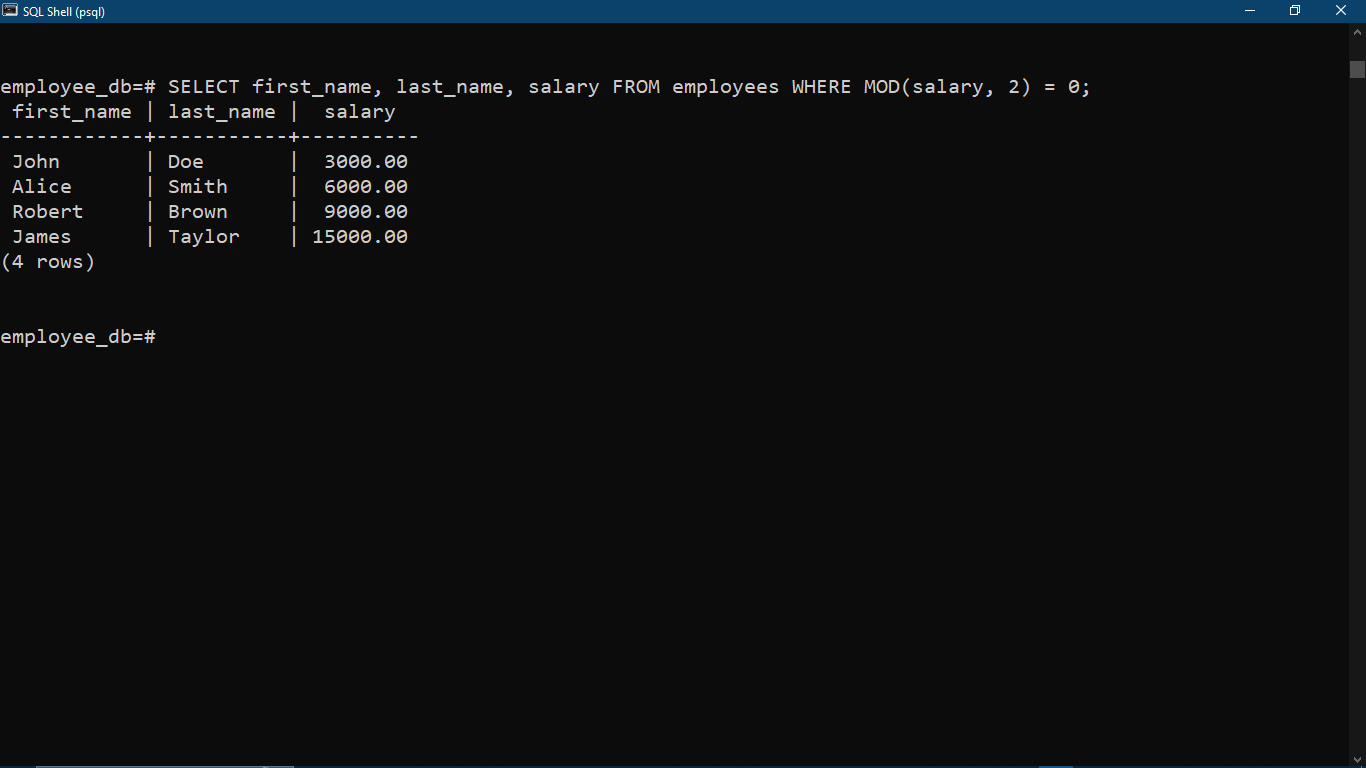 SQL Shell (psql)
employee_db=# SELECT first_name, last_name, salary FROM employees WHERE MOD(salary, 2) = 0;
 first_name | last_name |  salary
------------+-----------+----------
 John       | Doe       |  3000.00
 Alice      | Smith     |  6000.00
 Robert     | Brown     |  9000.00
 James      | Taylor    | 15000.00
(4 rows)
employee_db=#